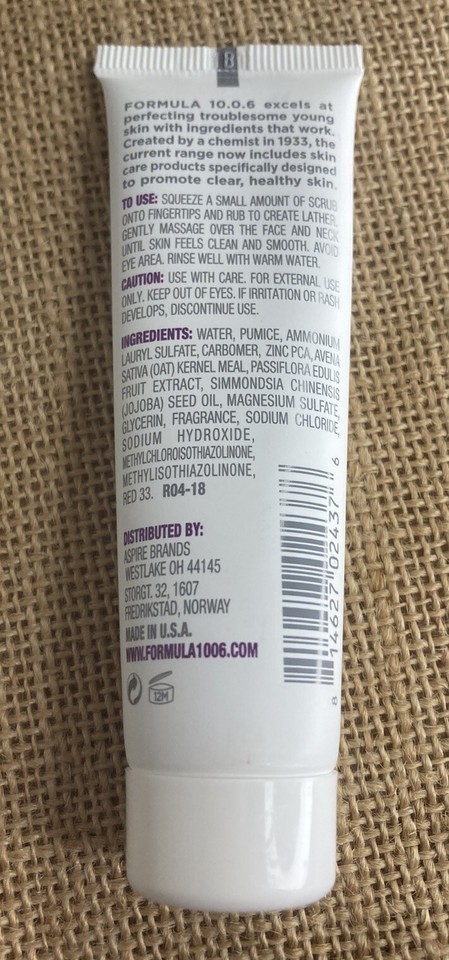 8
FORMULA 10.0.6 excels at
perfecting troublesome young
skin with ingredients that work.
Created by a chemist in 1933, the
current range now includes skin
care products specifically designed
to promote clear, healthy skin.
TO USE: SQUEEZE A SMALL AMOUNT OF SCRUB
ONTO FINGERTIPS AND RUB TO CREATE LATHER.
GENTLY MASSAGE OVER THE FACE AND NECK
UNTIL SKIN FEELS CLEAN AND SMOOTH. AVOID
EYE AREA. RINSE WELL WITH WARM WATER.
CAUTION: USE WITH CARE. FOR EXTERNAL USE
ONLY. KEEP OUT OF EYES. IF IRRITATION OR RASH
DEVELOPS, DISCONTINUE USE.
INGREDIENTS: WATER, PUMICE, AMMONIUM
LAURYL SULFATE, CARBOMER, ZINC PCA, AVENA
SATIVA (OAT) KERNEL MEAL, PASSIFLORA EDULIS
FRUIT EXTRACT, SIMMONDSIA CHINENSIS
(JOJOBA) SEED OIL, MAGNESIUM SULFATE,
GLYCERIN, FRAGRANCE, SODIUM CHLORIDE,
SODIUM HYDROXIDE,
METHYLCHLOROISOTHIAZOLINONE,
METHYLISOTHIAZOLINONE,
RED 33. R04-18
DISTRIBUTED BY:
ASPIRE BRANDS
WESTLAKE OH 44145
STORGT. 32, 1607
FREDRIKSTAD, NORWAY
MADE IN U.S.A.
WWW.FORMULA1006.COM
12M
8 14627 02437 6